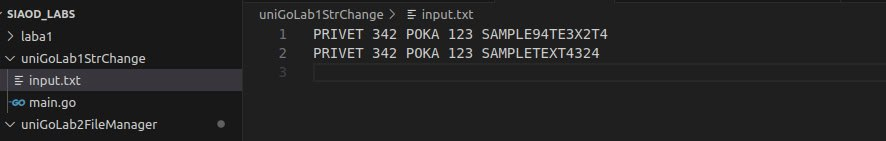 SIAOD_LABS
laba1
uniGoLab1StrChange
input.txt
main.go
uniGoLab2FileManager
uniGoLab1StrChange > input.txt
1 PRIVET 342 POKA 123 SAMPLE94TE3X2T4
2 PRIVET 342 POKA 123 SAMPLETEXT4324
3